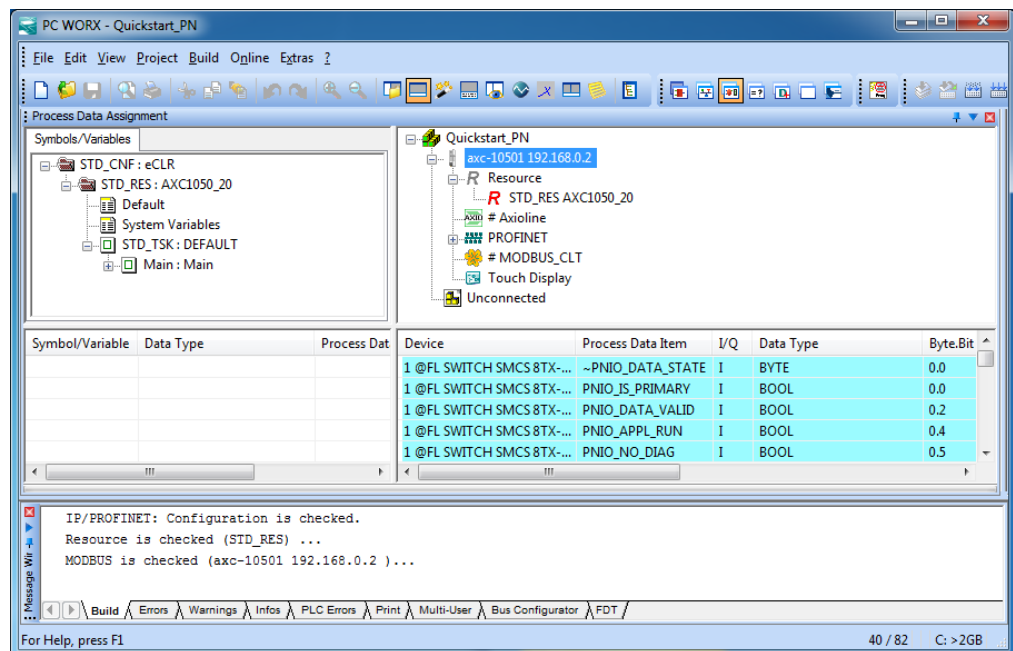 PC WORX - Quickstart_PN
File Edit View Project Build Online Extras ?
Process Data Assignment
Symbols/Variables
STD_CNF : eCLR
STD_RES : AXC1050_20
Default
System Variables
STD_TSK : DEFAULT
Main : Main
Quickstart_PN
axc-10501 192.168.0.2
Resource
STD_RES AXC1050_20
# Axioline
PROFINET
# MODBUS_CLT
Touch Display
Unconnected
Symbol/Variable Data Type Process Dat
Device Process Data Item I/Q Data Type Byte.Bit
1 @FL SWITCH SMCS 8TX-... ~PNIO_DATA_STATE I BYTE 0.0
1 @FL SWITCH SMCS 8TX-... PNIO_IS_PRIMARY I BOOL 0.0
1 @FL SWITCH SMCS 8TX-... PNIO_DATA_VALID I BOOL 0.2
1 @FL SWITCH SMCS 8TX-... PNIO_APPL_RUN I BOOL 0.4
1 @FL SWITCH SMCS 8TX-... PNIO_NO_DIAG I BOOL 0.5
Message Wir
IP/PROFINET: Configuration is checked.
Resource is checked (STD_RES) ...
MODBUS is checked (axc-10501 192.168.0.2 )...
Build Errors Warnings Infos PLC Errors Print Multi-User Bus Configurator FDT
For Help, press F1 40 / 82 C: >2GB